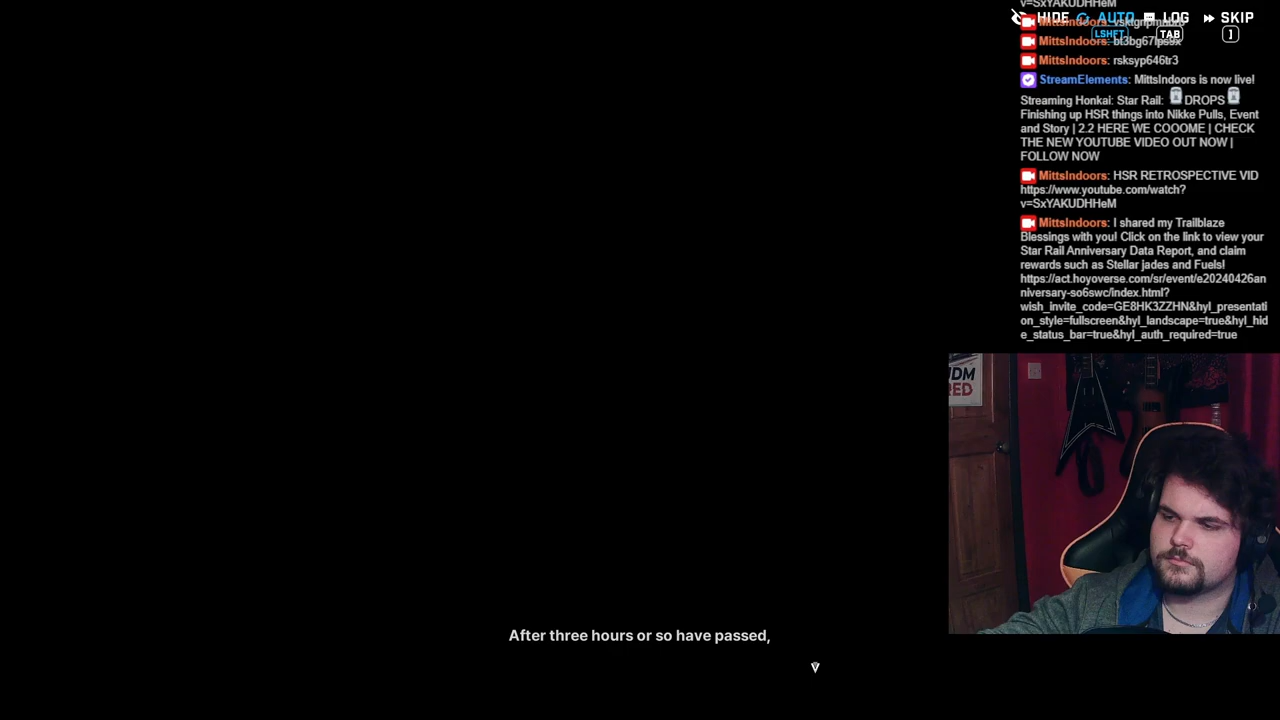 v=SxYAKUDHHeM
HIDE AUTO LOG SKIP
LSHFT TAB ]
MittsIndoors:
MittsIndoors: bt3bg67fps9x
MittsIndoors: rsksyp646tr3
StreamElements: MittsIndoors is now live!
Streaming Honkai: Star Rail: DROPS
Finishing up HSR things into Nikke Pulls, Event
and Story | 2.2 HERE WE COOOME | CHECK
THE NEW YOUTUBE VIDEO OUT NOW |
FOLLOW NOW
MittsIndoors: HSR RETROSPECTIVE VID
https://www.youtube.com/watch?
v=SxYAKUDHHeM
MittsIndoors: I shared my Trailblaze
Blessings with you! Click on the link to view your
Star Rail Anniversary Data Report, and claim
rewards such as Stellar jades and Fuels!
https://act.hoyoverse.com/sr/event/e20240426an
niversary-so6swc/index.html?
wish_invite_code=GE8HK3ZZHN&hyl_presentati
on_style=fullscreen&hyl_landscape=true&hyl_hid
e_status_bar=true&hyl_auth_required=true
After three hours or so have passed,